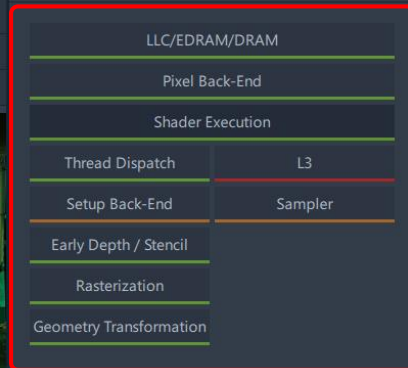 LLC/EDRAM/DRAM
Pixel Back-End
Shader Execution
Thread Dispatch
L3
Setup Back-End
Sampler
Early Depth / Stencil
Rasterization
Geometry Transformation